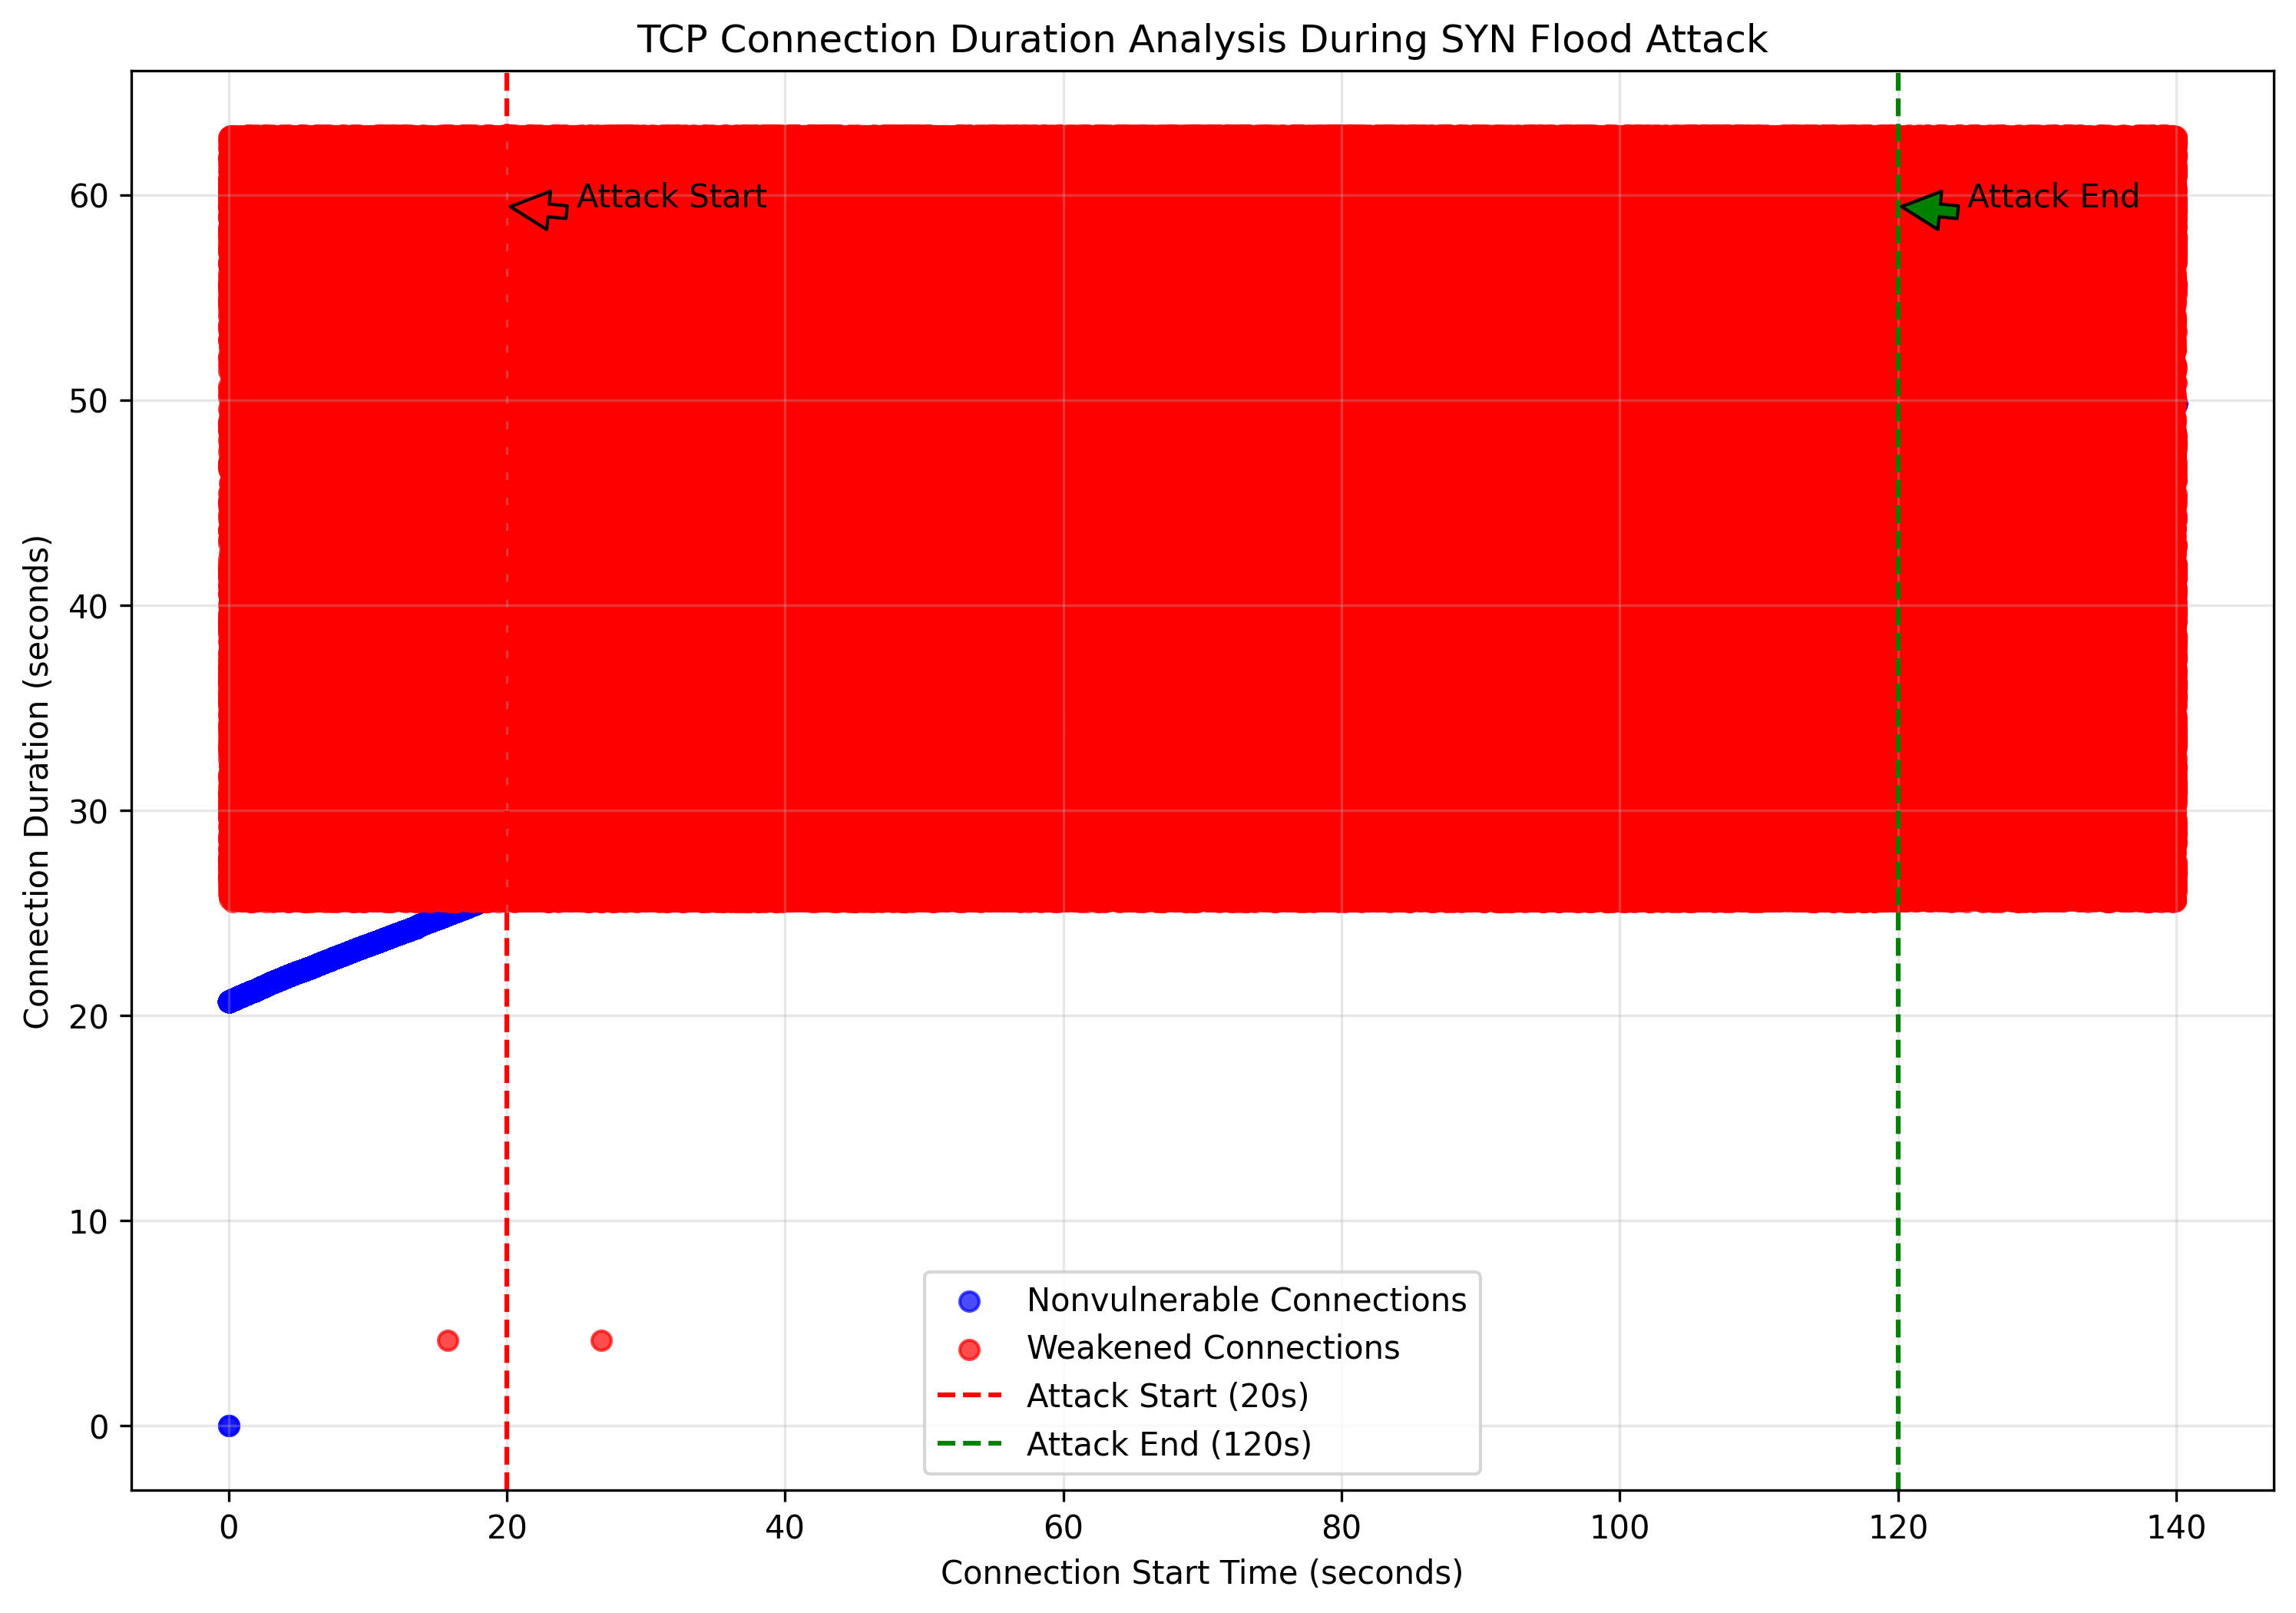 TCP Connection Duration Analysis During SYN Flood Attack
Connection Duration (seconds)
60
50
40
30
20
10
0
Attack Start
Attack End
Nonvulnerable Connections
Weakened Connections
Attack Start (20s)
Attack End (120s)
0 20 40 60 80 100 120 140
Connection Start Time (seconds)